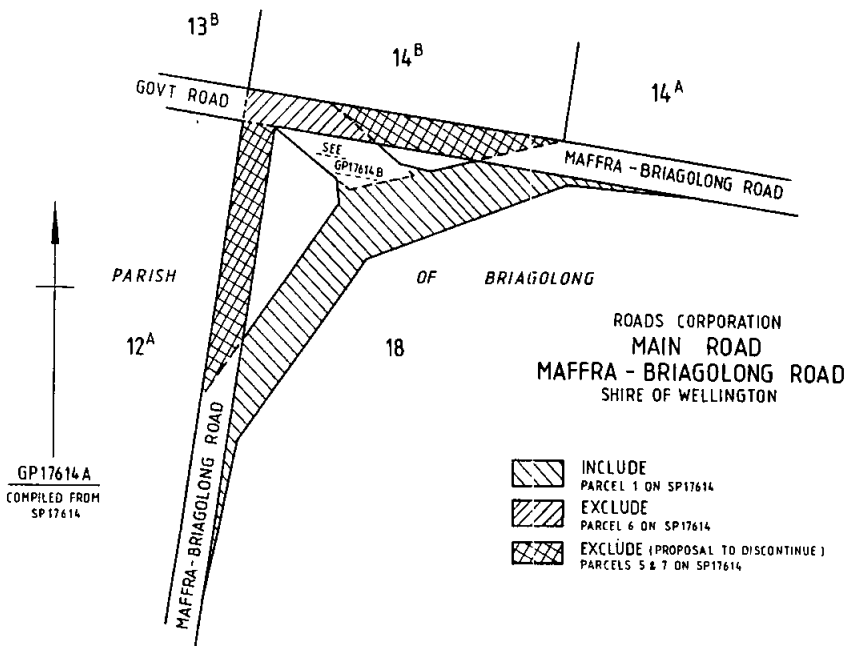 13B
14B
14A
GOVT ROAD
SEE
GP17614B
MAFFRA - BRIAGOLONG ROAD
PARISH
OF BRIAGOLONG
12A
18
ROADS CORPORATION
MAIN ROAD
MAFFRA - BRIAGOLONG ROAD
SHIRE OF WELLINGTON
MAFFRA-BRIAGOLONG ROAD
GP17614A
COMPILED FROM
SP17614
INCLUDE
PARCEL 1 ON SP17614
EXCLUDE
PARCEL 6 ON SP17614
EXCLUDE (PROPOSAL TO DISCONTINUE)
PARCELS 5 & 7 ON SP17614